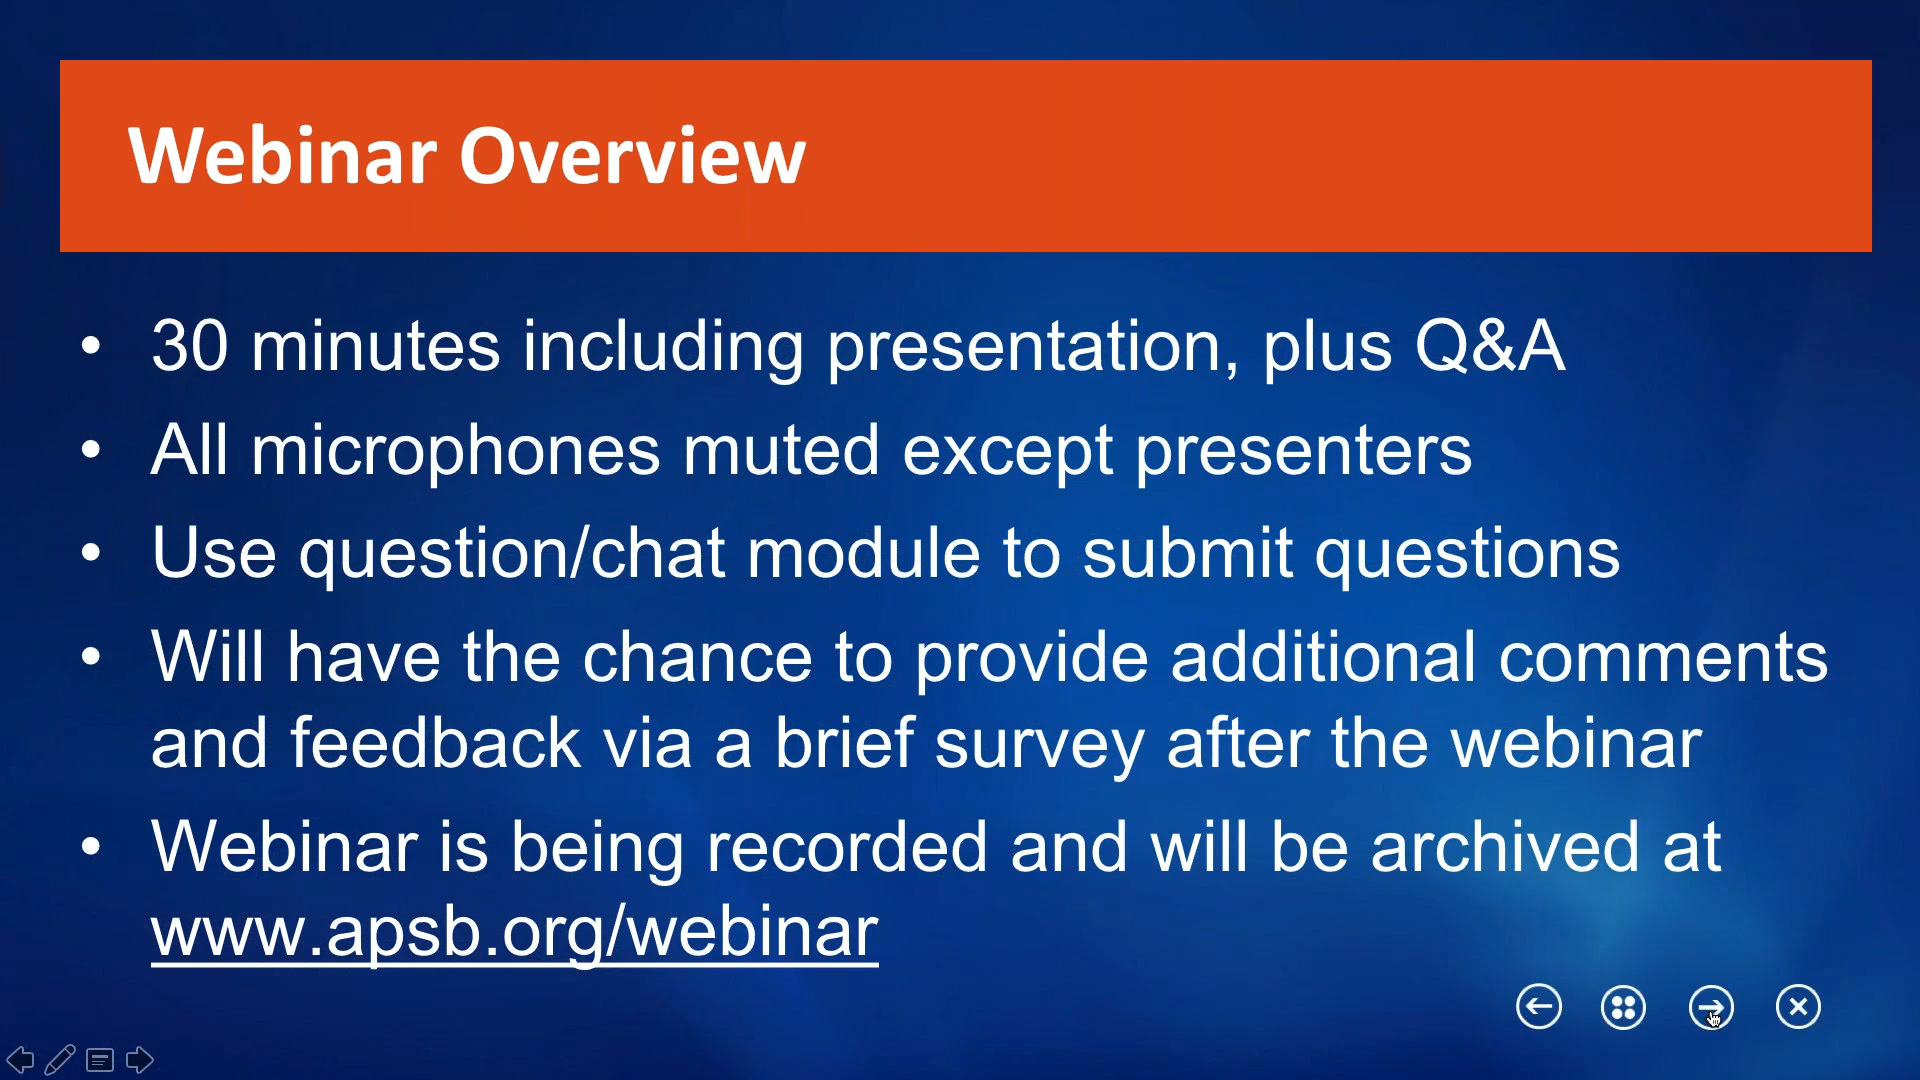 Webinar Overview
• 30 minutes including presentation, plus Q&A
• All microphones muted except presenters
• Use question/chat module to submit questions
• Will have the chance to provide additional comments
and feedback via a brief survey after the webinar
• Webinar is being recorded and will be archived at
www.apsb.org/webinar